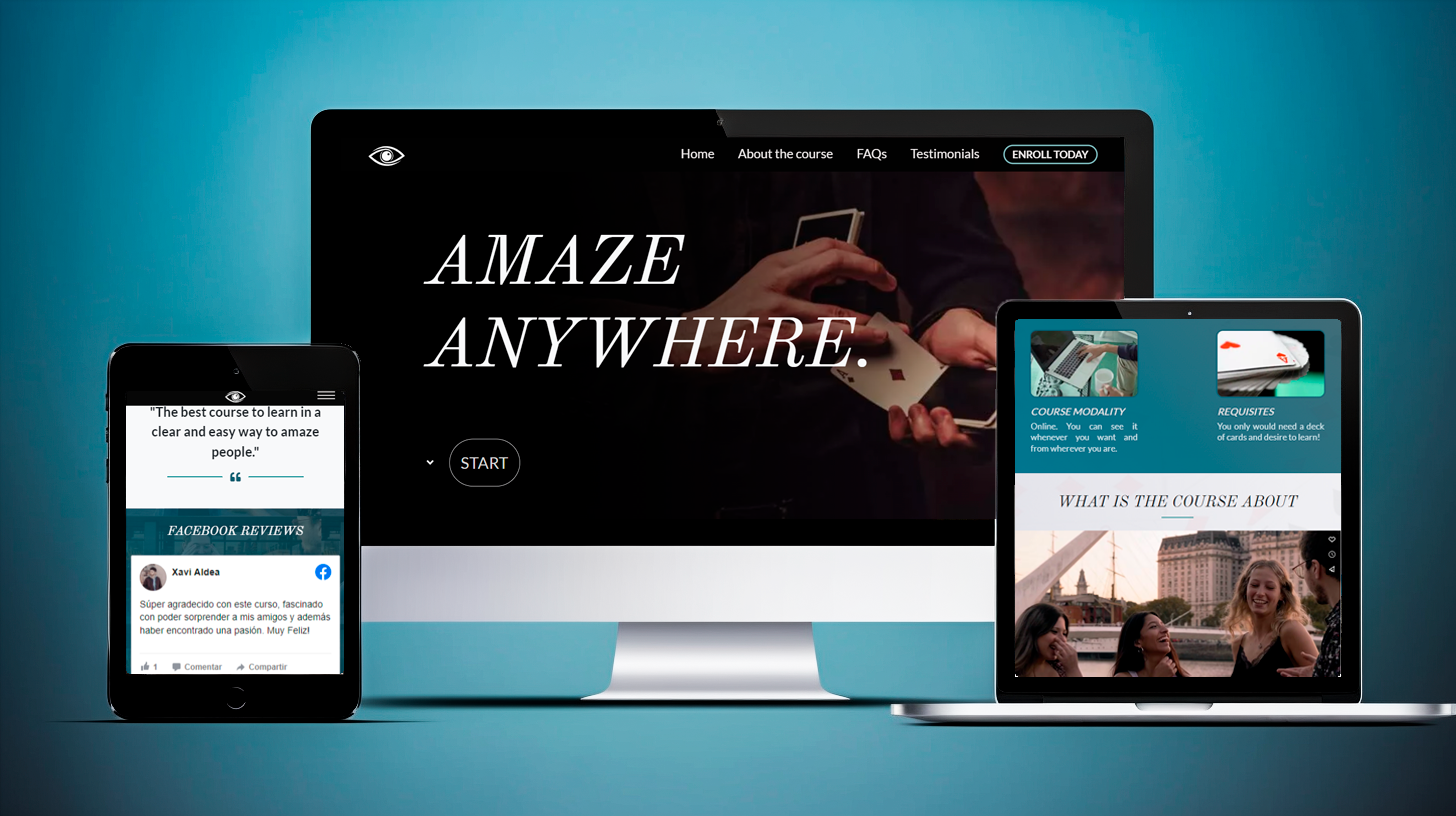 Home About the course FAQs Testimonials ENROLL TODAY
AMAZE
ANYWHERE.
START
"The best course to learn in a
clear and easy way to amaze
people."
FACEBOOK REVIEWS
Xavi Aldea
Súper agradecido con este curso, fascinado
con poder sorprender a mis amigos y además
haber encontrado una pasión. Muy Feliz!
1 Comentar Compartir
COURSE MODALITY
Online. You can see it
whenever you want and
from wherever you are.
REQUISITES
You only would need a deck
of cards and desire to learn!
WHAT IS THE COURSE ABOUT